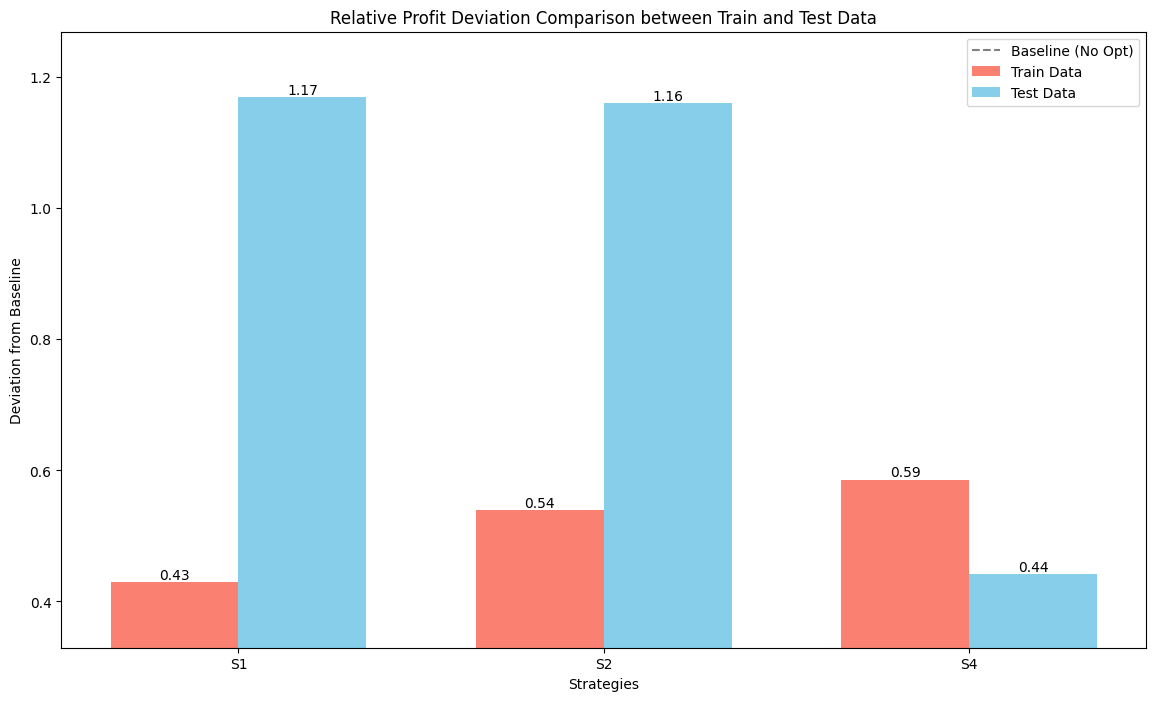 Relative Profit Deviation Comparison between Train and Test Data
Baseline (No Opt)
Train Data
Test Data
Deviation from Baseline
1.2
1.0
0.8
0.6
0.4
1.17
1.16
0.43
0.54
0.59
0.44
S1
S2
S4
Strategies